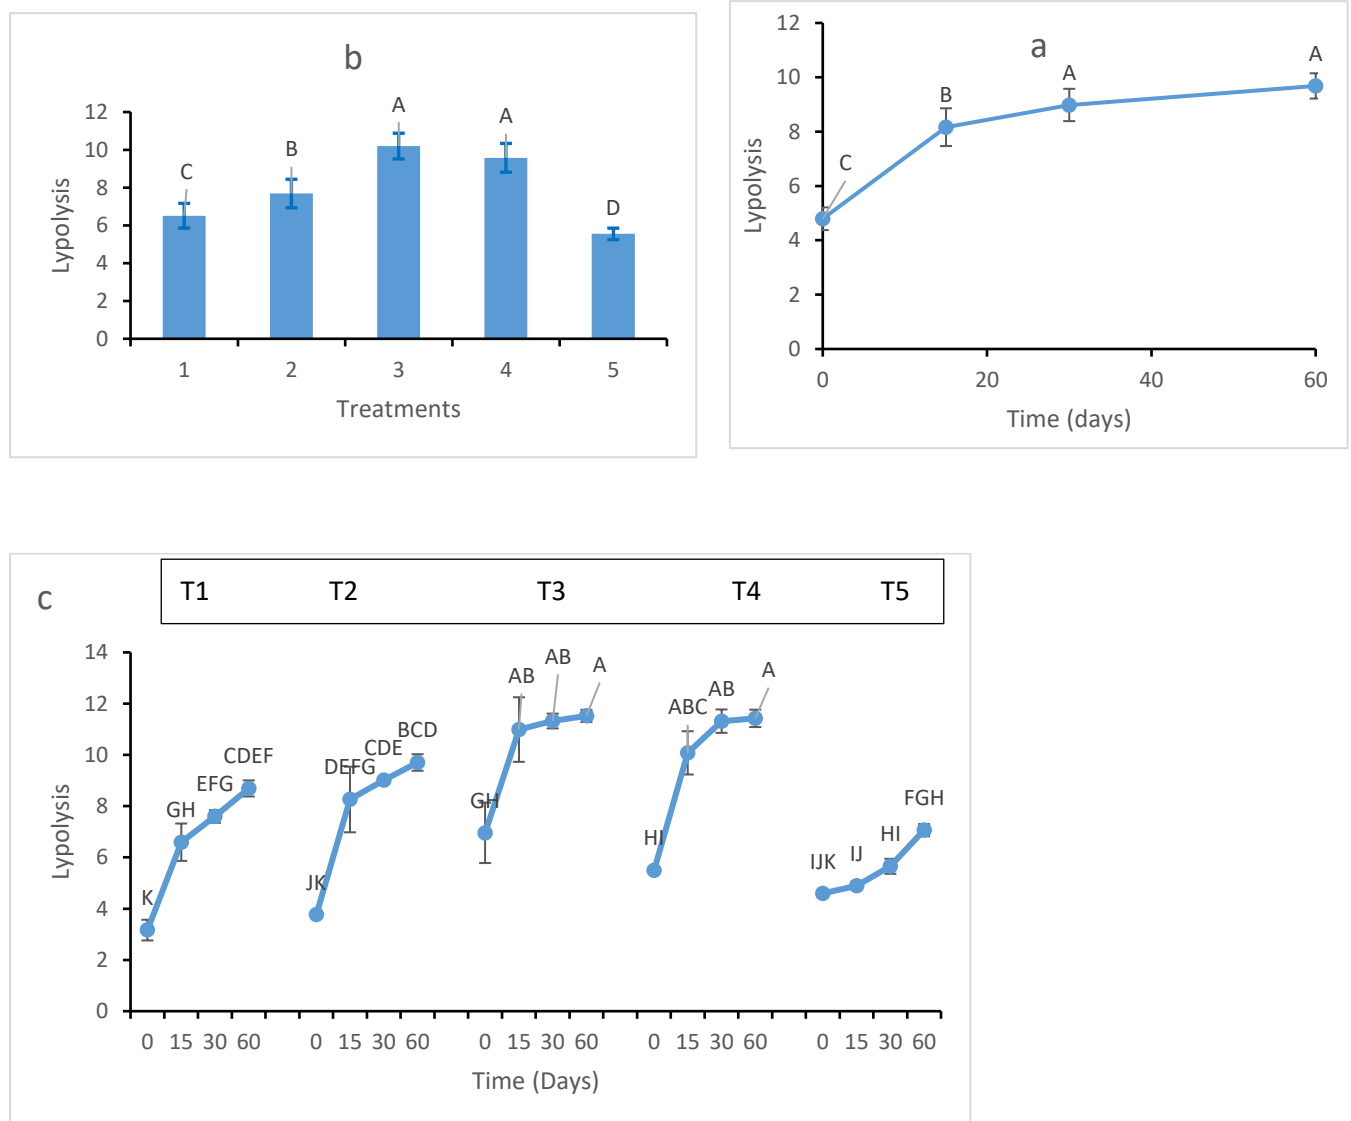 b
12
10
8
6
4
2
0
C
B
A
A
D
Lypolysis
1 2 3 4 5
Treatments
a
12
10
8
6
4
2
0
C
B
A
A
Lypolysis
0 20 40 60
Time (days)
c
T1 T2 T3 T4 T5
14
12
10
8
6
4
2
0
Lypolysis
K GH EFG CDEF
JK DEFG CDE BCD
GH AB AB A
HI ABC AB A
IJK IJ HI FGH
0 15 30 60 0 15 30 60 0 15 30 60 0 15 30 60 0 15 30 60
Time (Days)